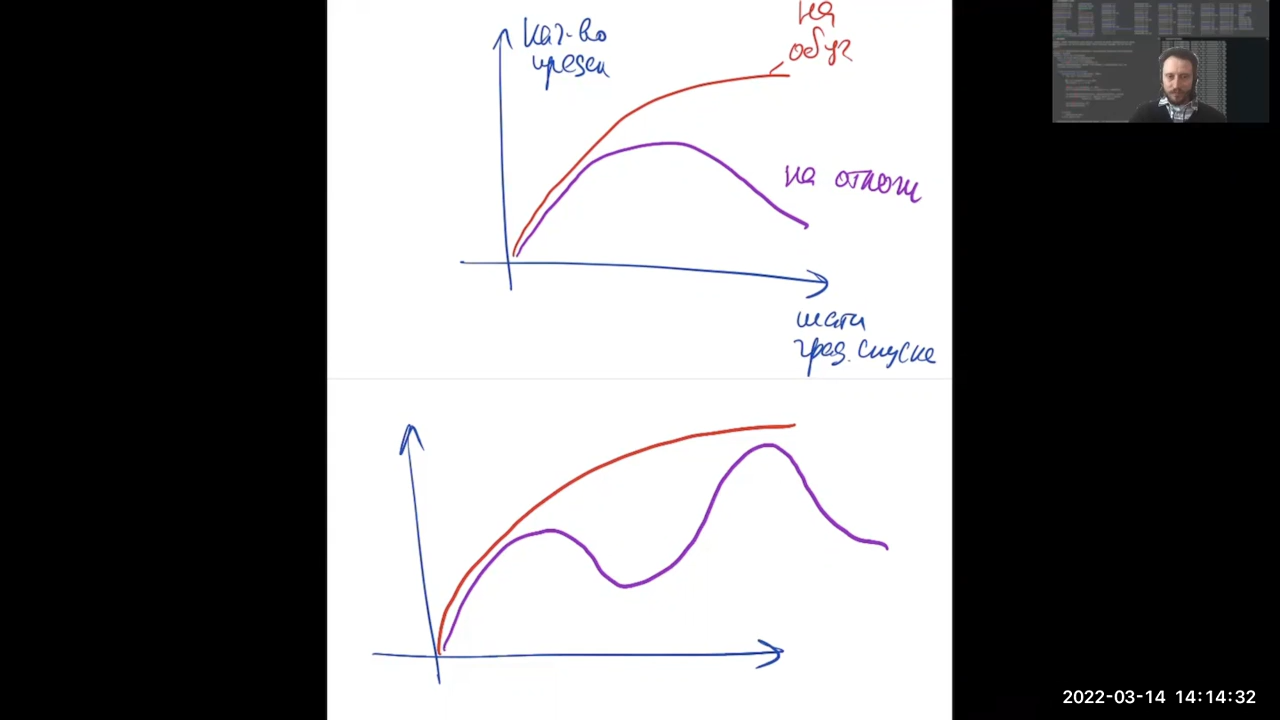 кач-во
предск
на
обуч
на отлож
шаги
град. спуска
2022-03-14 14:14:32